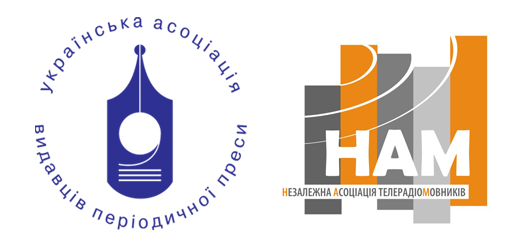 українська асоціація
видавців періодичної преси
НАМ
НЕЗАЛЕЖНА АСОЦІАЦІЯ ТЕЛЕРАДІОМОВНИКІВ